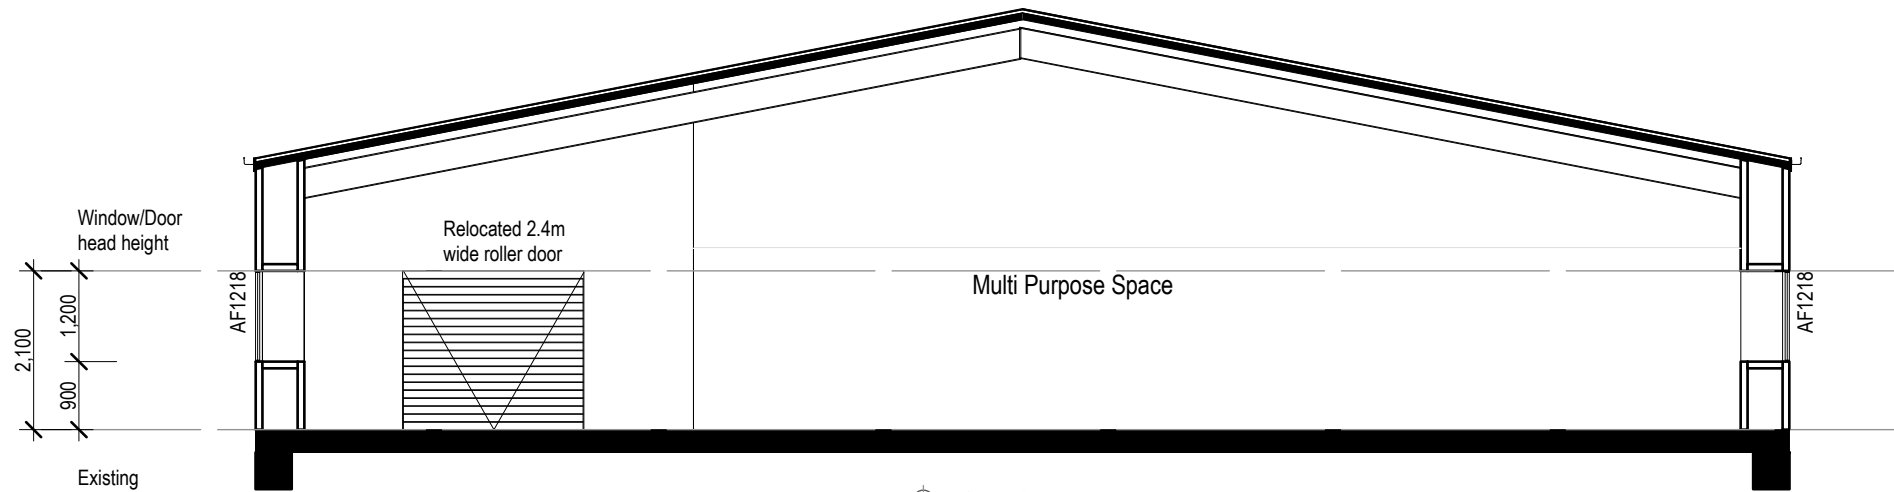 Window/Door
head height
Relocated 2.4m
wide roller door
Multi Purpose Space
AF1218
AF1218
2,100
1,200
900
Existing